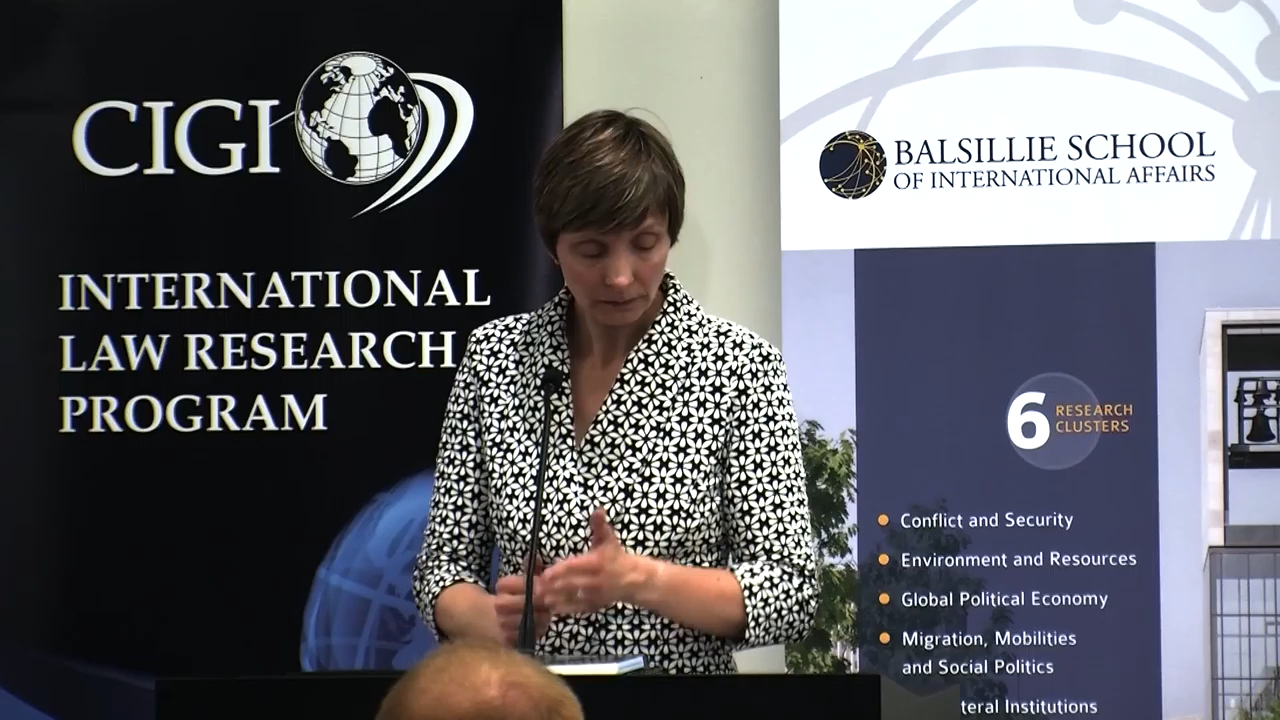 CIGI
INTERNATIONAL
LAW RESEARCH
PROGRAM
BALSILLIE SCHOOL
OF INTERNATIONAL AFFAIRS
6 RESEARCH
CLUSTERS
Conflict and Security
Environment and Resources
Global Political Economy
Migration, Mobilities
and Social Politics
Institutions